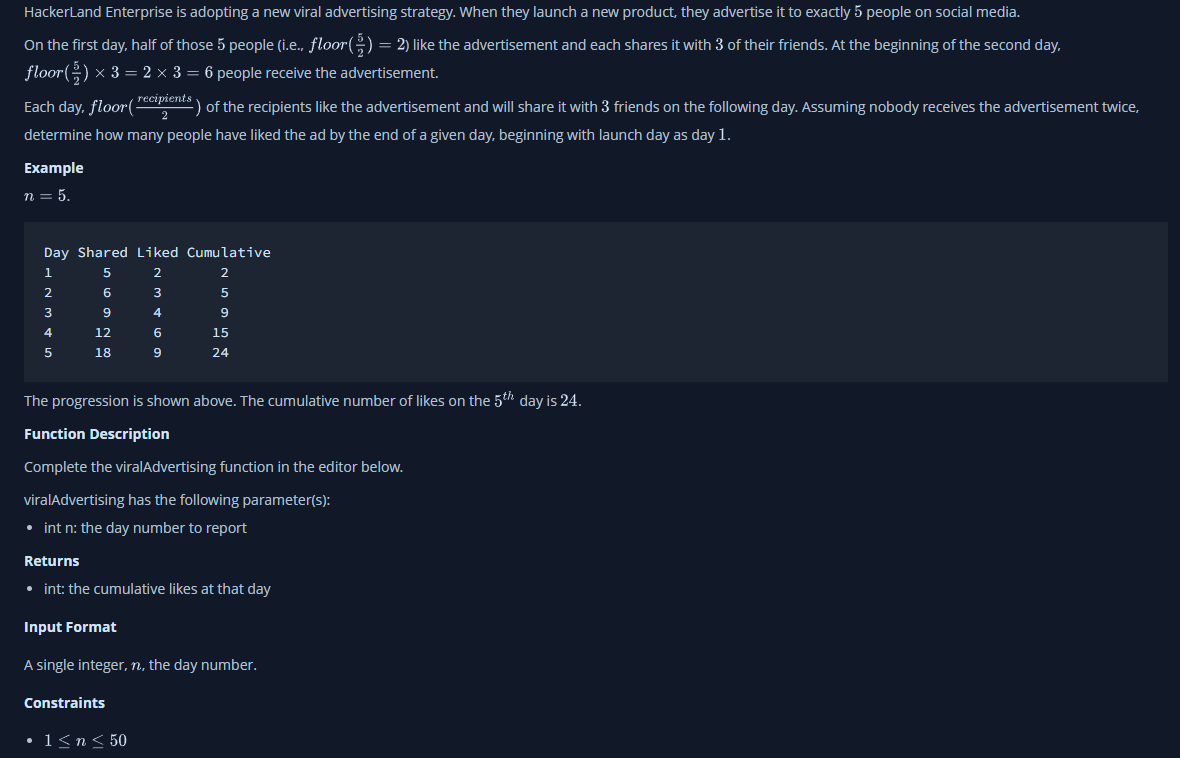 HackerLand Enterprise is adopting a new viral advertising strategy. When they launch a new product, they advertise it to exactly 5 people on social media.
On the first day, half of those 5 people (i.e., floor(5/2) = 2) like the advertisement and each shares it with 3 of their friends. At the beginning of the second day,
floor(5/2) × 3 = 2 × 3 = 6 people receive the advertisement.
Each day, floor(recipients/2) of the recipients like the advertisement and will share it with 3 friends on the following day. Assuming nobody receives the advertisement twice,
determine how many people have liked the ad by the end of a given day, beginning with launch day as day 1.
Example
n = 5.
Day Shared Liked Cumulative
1 5 2 2
2 6 3 5
3 9 4 9
4 12 6 15
5 18 9 24
The progression is shown above. The cumulative number of likes on the 5th day is 24.
Function Description
Complete the viralAdvertising function in the editor below.
viralAdvertising has the following parameter(s):
• int n: the day number to report
Returns
• int: the cumulative likes at that day
Input Format
A single integer, n, the day number.
Constraints
• 1 ≤ n ≤ 50